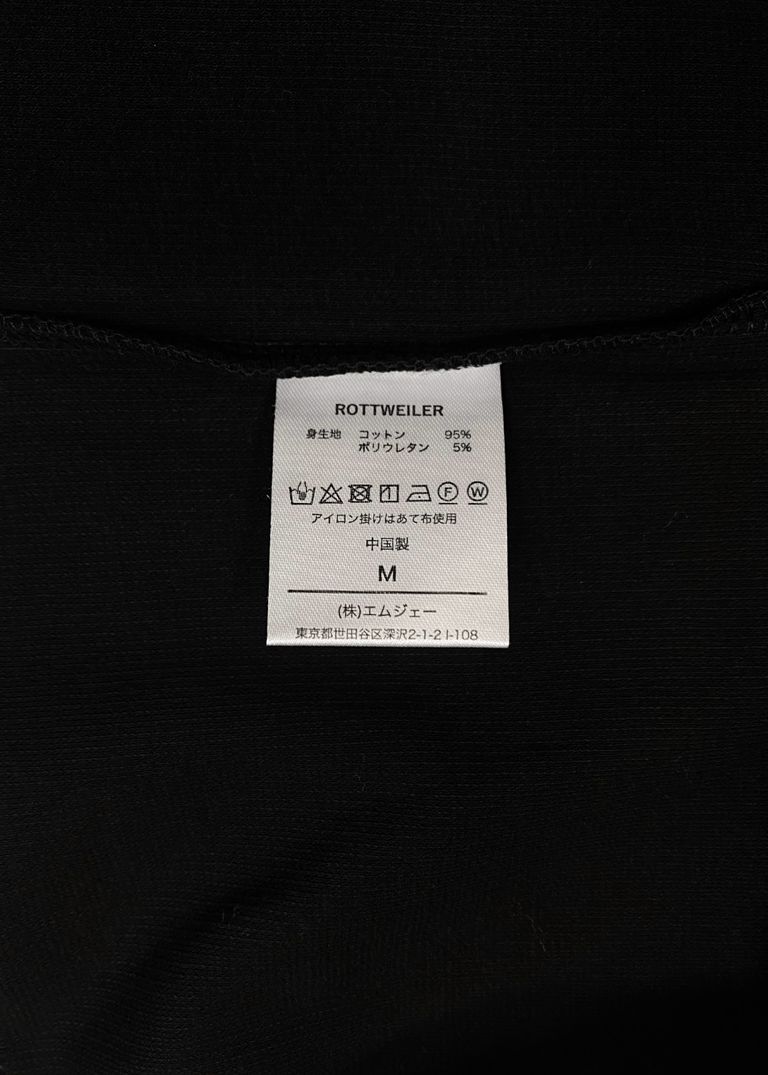 ROTTWEILER
身生地 コットン 95%
ポリウレタン 5%
F W
アイロン掛けはあて布使用
中国製
M
(株)エムジェー
東京都世田谷区深沢2-1-2 I-108